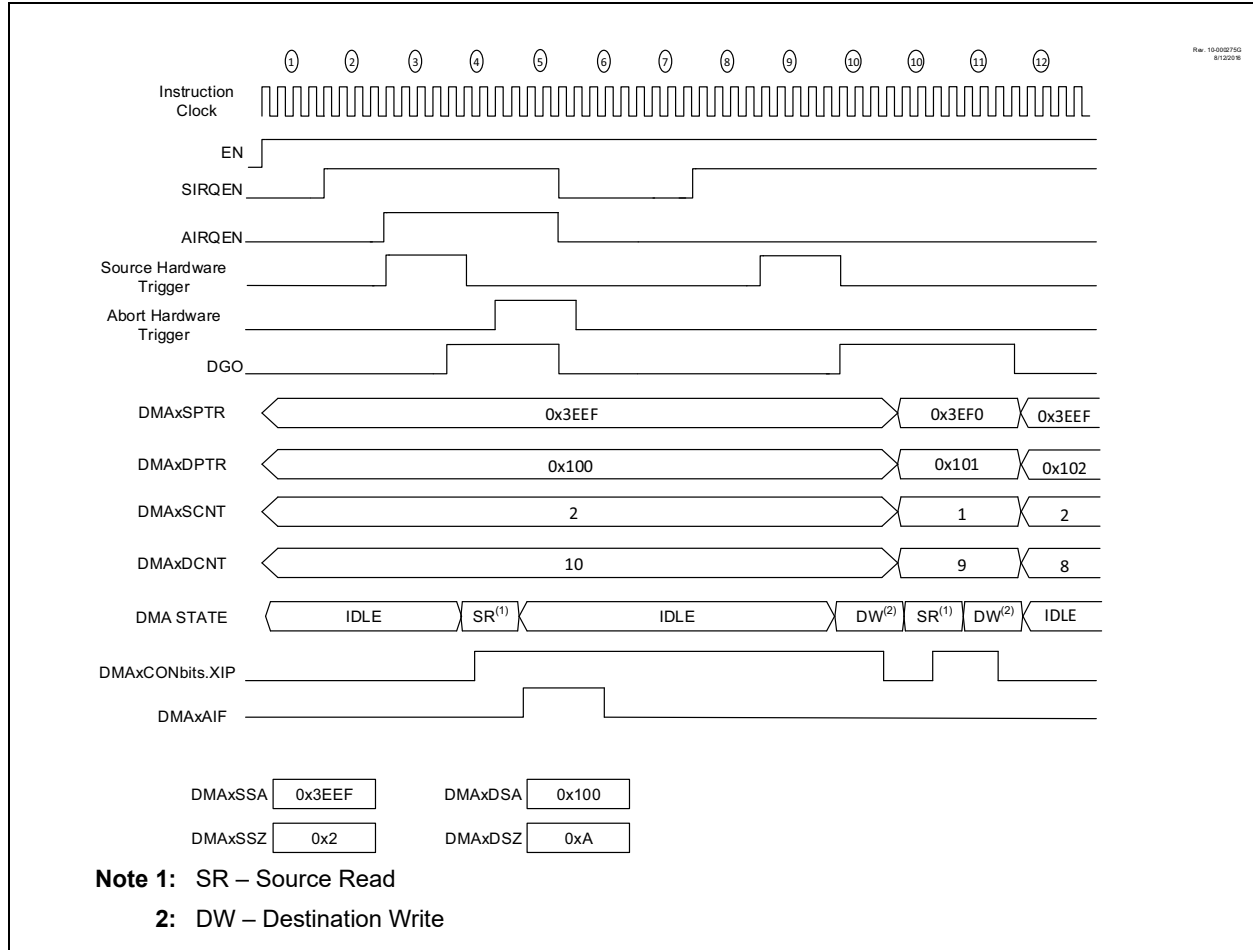 Rev. 10-000275G
8/12/2016
1 2 3 4 5 6 7 8 9 10 10 11 12
Instruction
Clock
EN
SIRQEN
AIRQEN
Source Hardware
Trigger
Abort Hardware
Trigger
DGO
DMAxSPTR 0x3EEF 0x3EF0 0x3EEF
DMAxDPTR 0x100 0x101 0x102
DMAxSCNT 2 1 2
DMAxDCNT 10 9 8
DMA STATE IDLE SR(1) IDLE DW(2) SR(1) DW(2) IDLE
DMAxCONbits.XIP
DMAxAIF
DMAxSSA 0x3EEF DMAxDSA 0x100
DMAxSSZ 0x2 DMAxDSZ 0xA
Note 1: SR – Source Read
2: DW – Destination Write